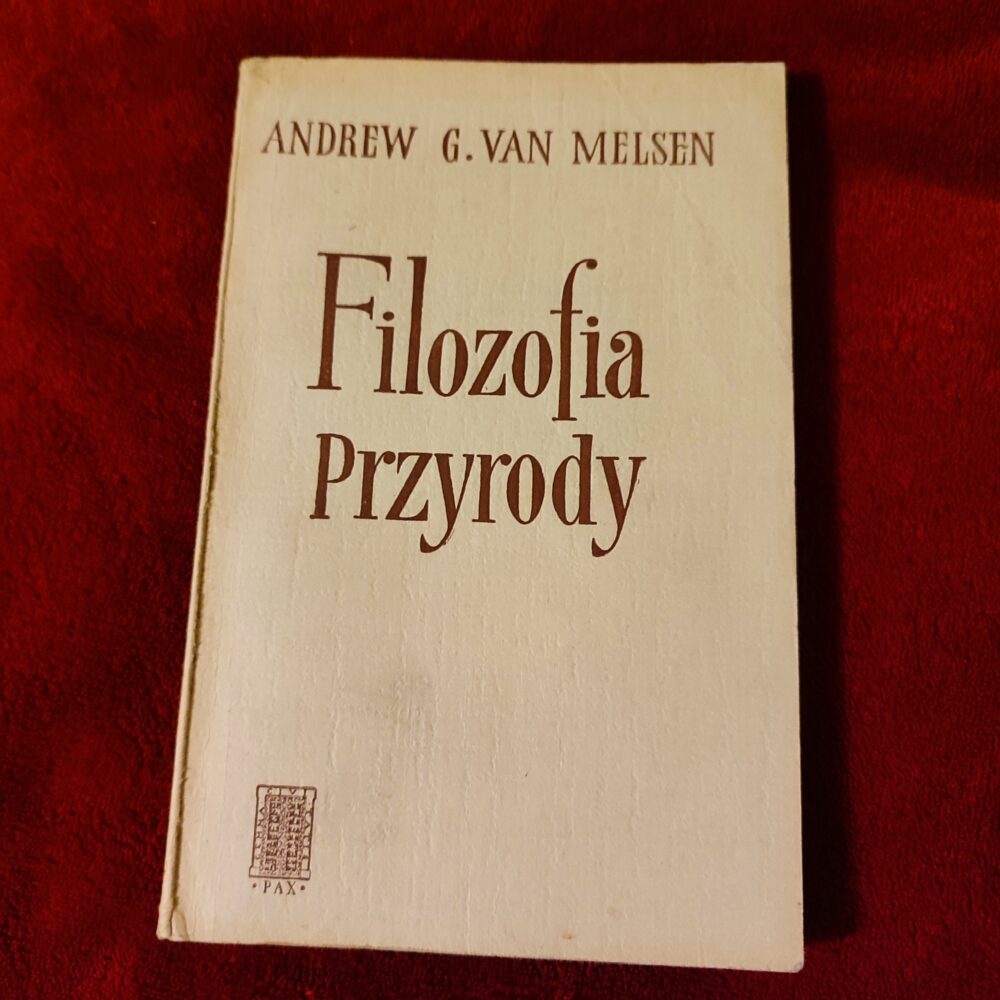 ANDREW G. VAN MELSEN
Filozofia
Przyrody
• PAX •